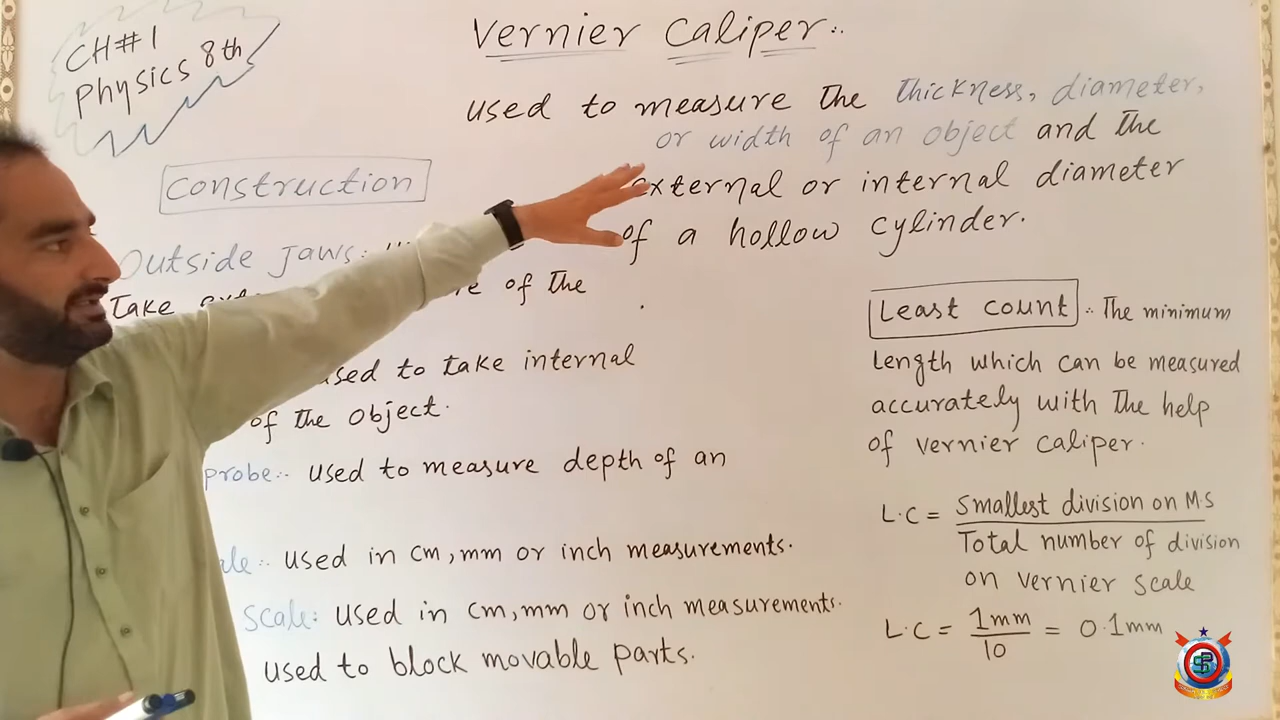 CH#1
Physics 8th
Vernier Caliper:.
used to measure the thickness, diameter,
or width of an object and the
external or internal diameter
of a hollow cylinder.
Construction
Outside Jaws:
take of the
used to take internal
of the object.
probe:- used to measure depth of an
used in cm, mm or inch measurements.
Scale: used in cm, mm or inch measurements.
used to block movable parts.
Least count :. The minimum
length which can be measured
accurately with the help
of vernier caliper.
L.C = Smallest division on M.S
Total number of division
on vernier scale
L.C = 1mm = 0.1mm
10